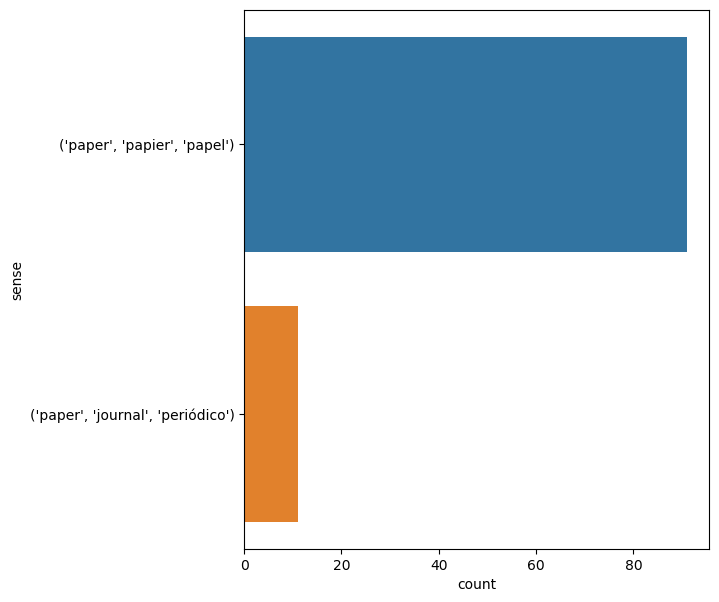 sense
('paper', 'papier', 'papel')
('paper', 'journal', 'periódico')
0 20 40 60 80
count